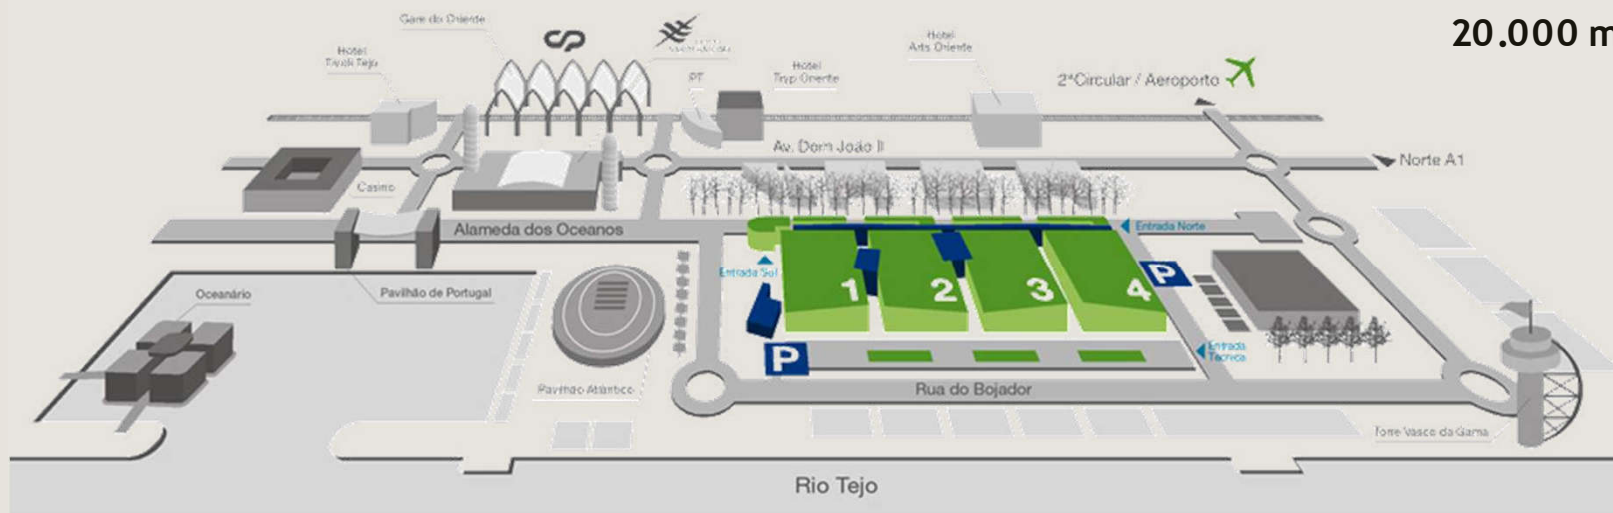 20.000 m
Gare do Oriente
Hotel
Tivoli Tejo
PT
Hotel
Tryp Oriente
Hotel
Arts Oriente
2ªCircular / Aeroporto
Av. Dom João II
Norte A1
Casino
Alameda dos Oceanos
Entrada Norte
Entrada Sul
Oceanário
Pavilhão de Portugal
1 2 3 4
P
P
Entrada
Técnica
Pavilhão Atlântico
Rua do Bojador
Torre Vasco da Gama
Rio Tejo